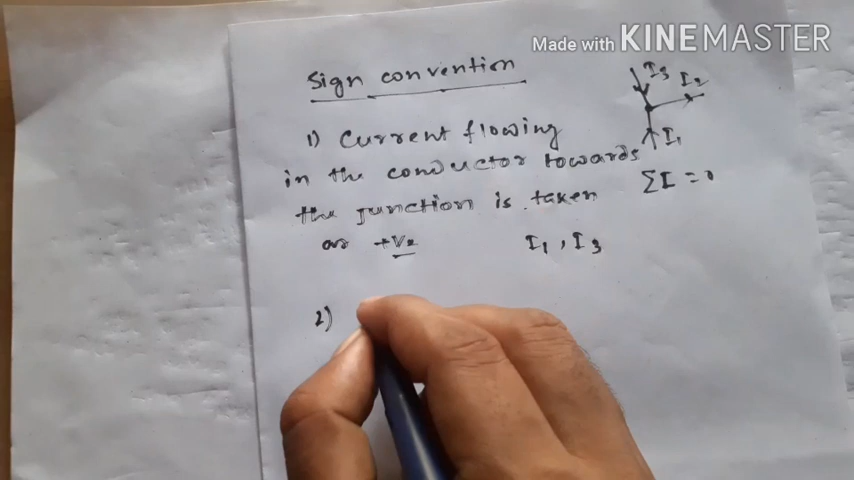 Made with KINEMASTER
Sign convention
I3 I2
1) Current flowing
I1
in the conductor towards
ΣI = 0
the junction is taken
as +ve I1, I3
2)